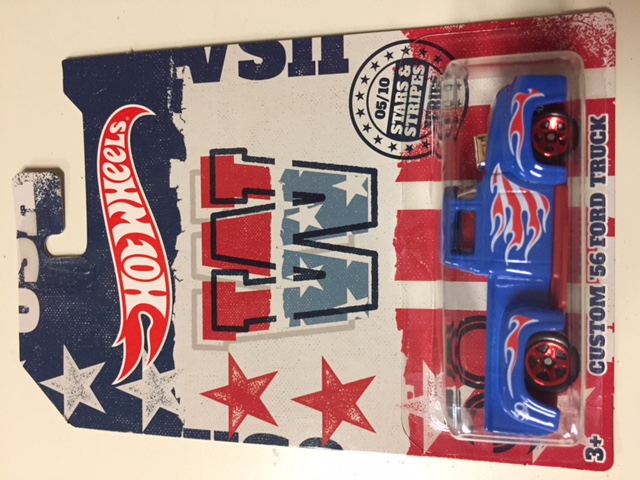 USA
HOT WHEELS
05/10
STARS &
STRIPES
CUSTOM '56 FORD TRUCK
3+